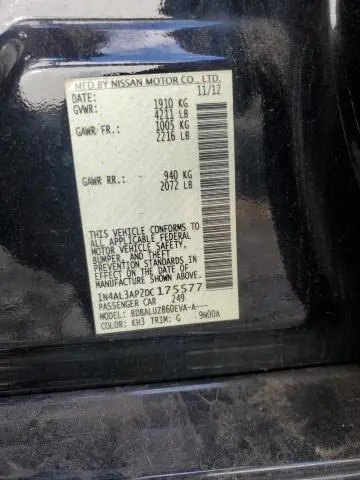 MFD BY NISSAN MOTOR CO., LTD.
DATE: 11/12
GVWR: 1910 KG
4211 LB
GAWR FR.: 1005 KG
2216 LB
GAWR RR.: 940 KG
2072 LB
THIS VEHICLE CONFORMS TO
ALL APPLICABLE FEDERAL
MOTOR VEHICLE SAFETY,
BUMPER, AND THEFT
PREVENTION STANDARDS IN
EFFECT ON THE DATE OF
MANUFACTURE SHOWN ABOVE.
1N4AL3AP2DC175577
PASSENGER CAR 249
MODEL: BDBALUZ860EVA-A---
COLOR: KH3 TRIM: G 9N00A